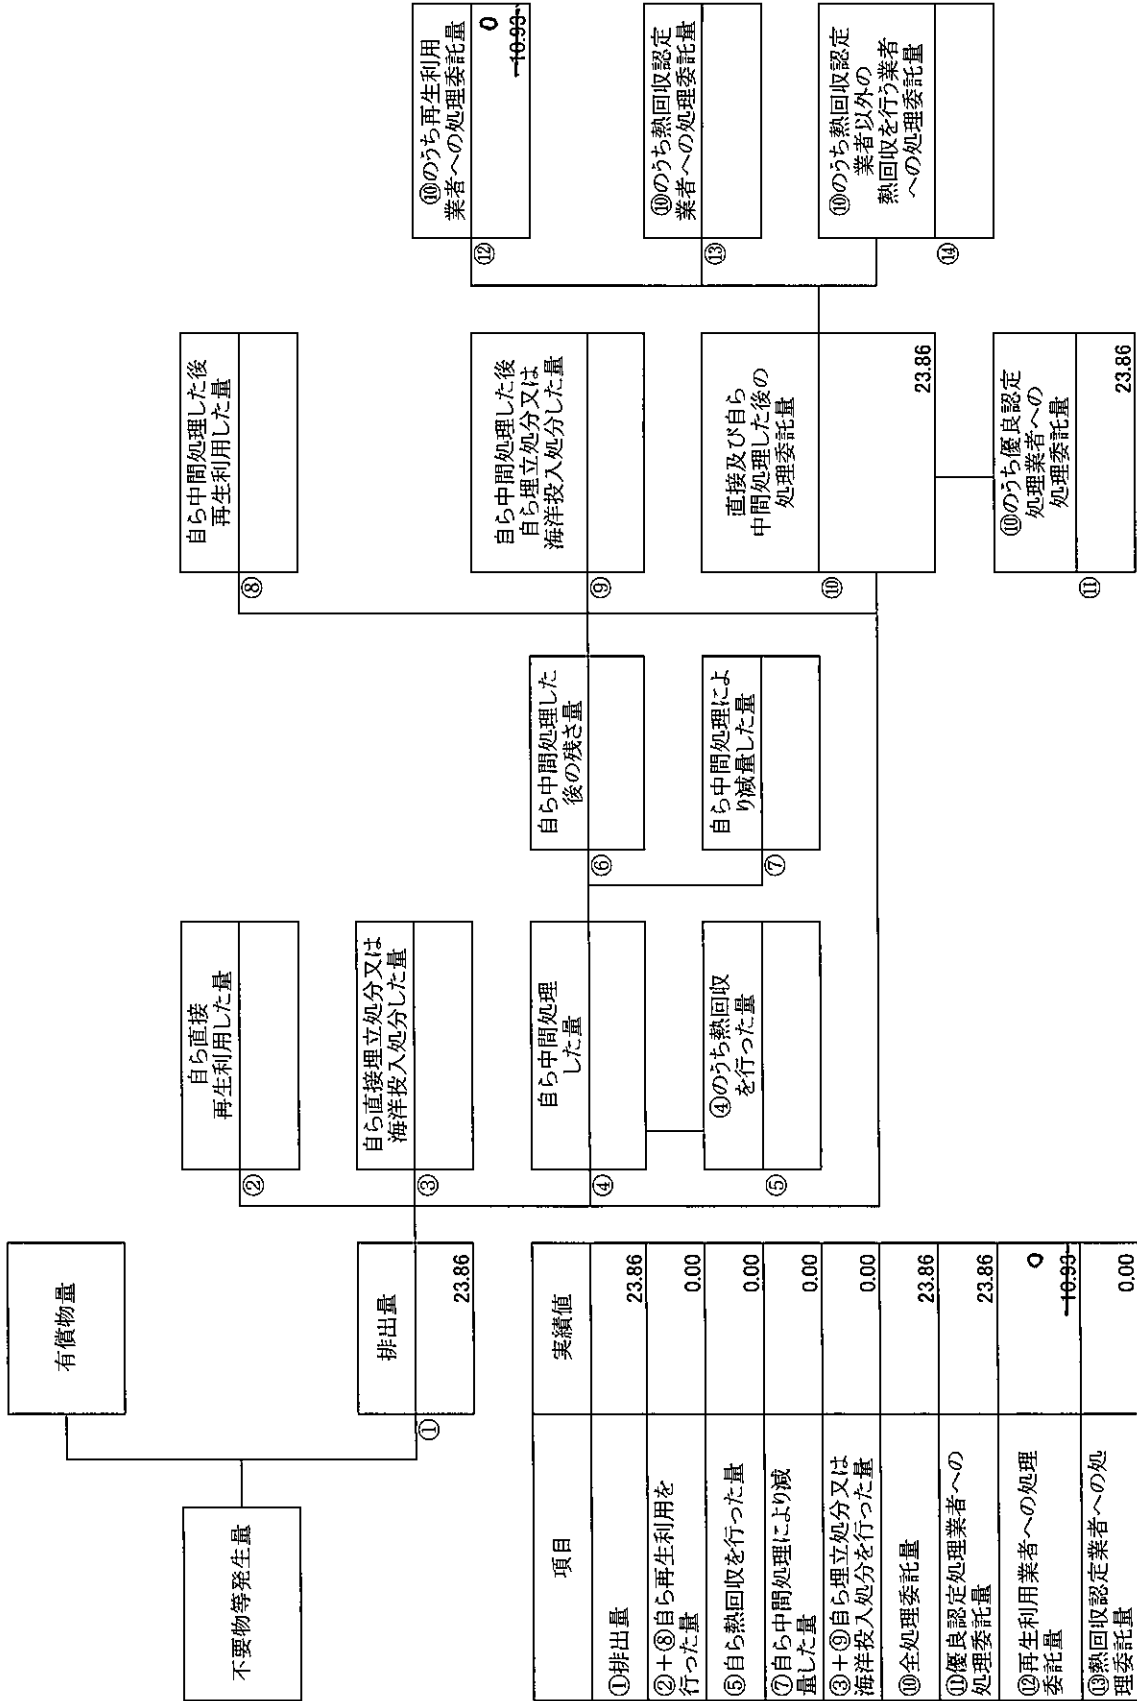 不要物等発生量
有償物量
排出量
①
23.86
自ら直接
再生利用した量
②
自ら直接埋立処分又は
海洋投入処分した量
③
自ら中間処理
した量
④
④のうち熱回収
を行った量
⑤
自ら中間処理した
後の残さ量
⑥
自ら中間処理によ
り減量した量
⑦
自ら中間処理した後
再生利用した量
⑧
自ら中間処理した後
自ら埋立処分又は
海洋投入処分した量
⑨
直接及び自ら
中間処理した後の
処理委託量
⑩
23.86
⑩のうち優良認定
処理業者への
処理委託量
⑪
23.86
⑩のうち再生利用
業者への処理委託量
⑫
0
10.93
⑩のうち熱回収認定
業者への処理委託量
⑬
⑩のうち熱回収認定
業者以外の
熱回収を行う業者
への処理委託量
⑭
項目 実績値
①排出量 23.86
②+⑧自ら再生利用を
行った量 0.00
⑤自ら熱回収を行った量 0.00
⑦自ら中間処理により減
量した量 0.00
③+⑨自ら埋立処分又は
海洋投入処分を行った量 0.00
⑩全処理委託量 23.86
⑪優良認定処理業者への
処理委託量 23.86
⑫再生利用業者への処理
委託量 0
10.93
⑬熱回収認定業者への処
理委託量 0.00